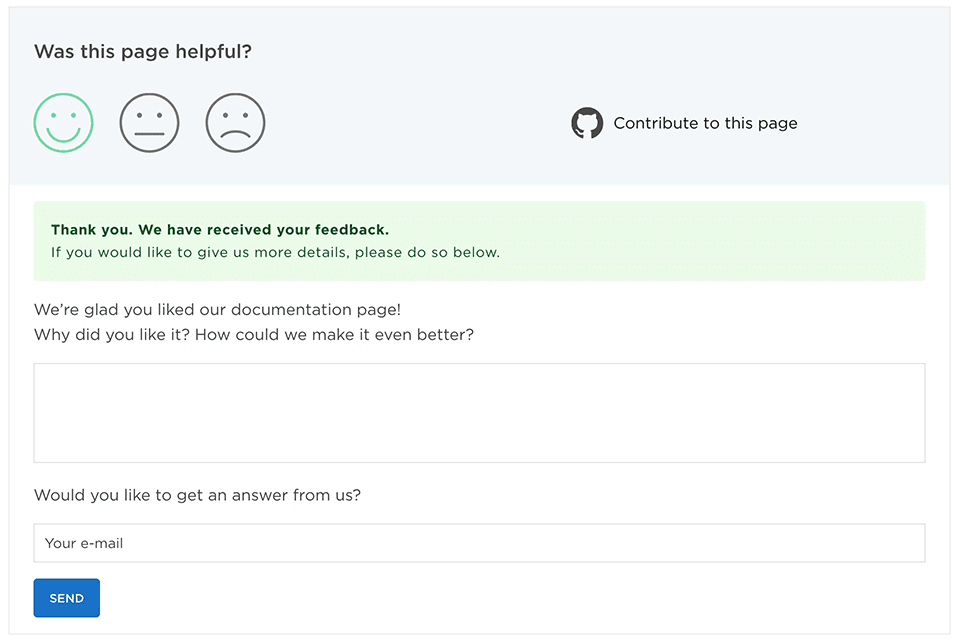 Was this page helpful?
Contribute to this page
Thank you. We have received your feedback.
If you would like to give us more details, please do so below.
We’re glad you liked our documentation page!
Why did you like it? How could we make it even better?
Would you like to get an answer from us?
Your e-mail
SEND